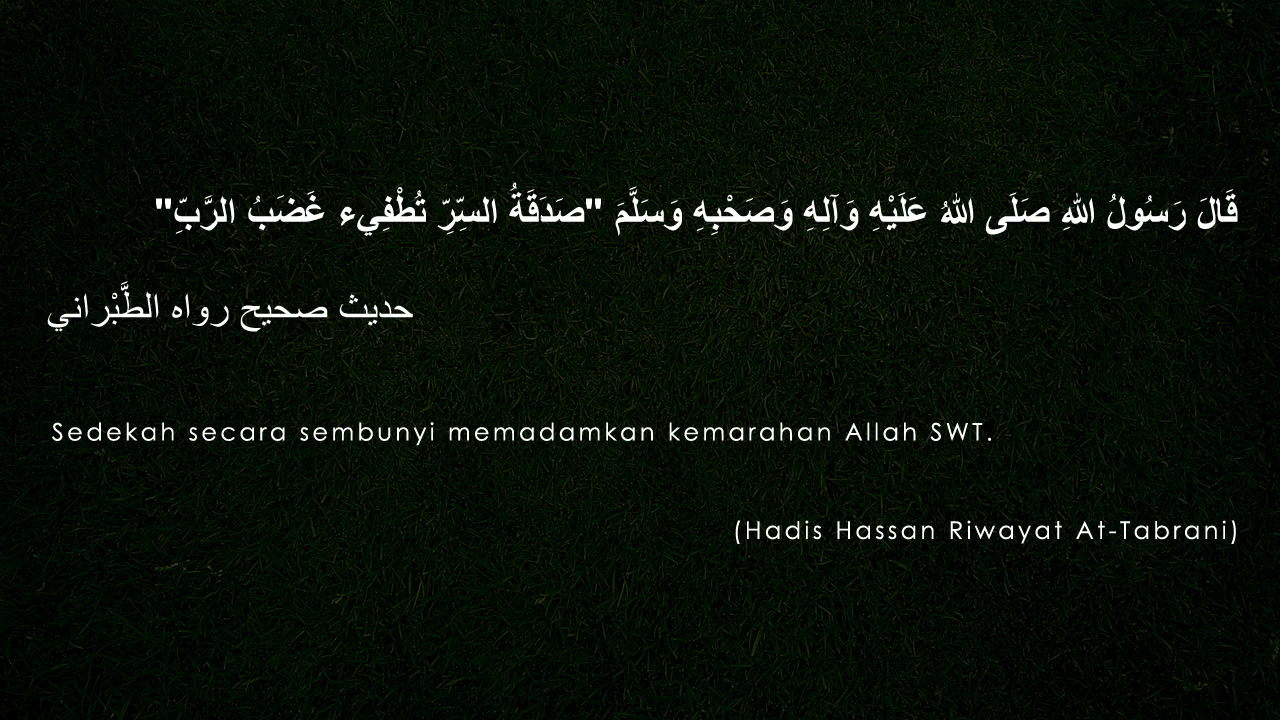 قَالَ رَسُولُ اللهِ صَلَى اللهُ عَلَيْهِ وَآلِهِ وَصَحْبِهِ وَسَلَّمَ "صَدَقَةُ السِّرِّ تُطْفِيء غَضَبُ الرَّبِّ"
حديث صحيح رواه الطَّبْراني
Sedekah secara sembunyi memadamkan kemarahan Allah SWT.
(Hadis Hassan Riwayat At-Tabrani)